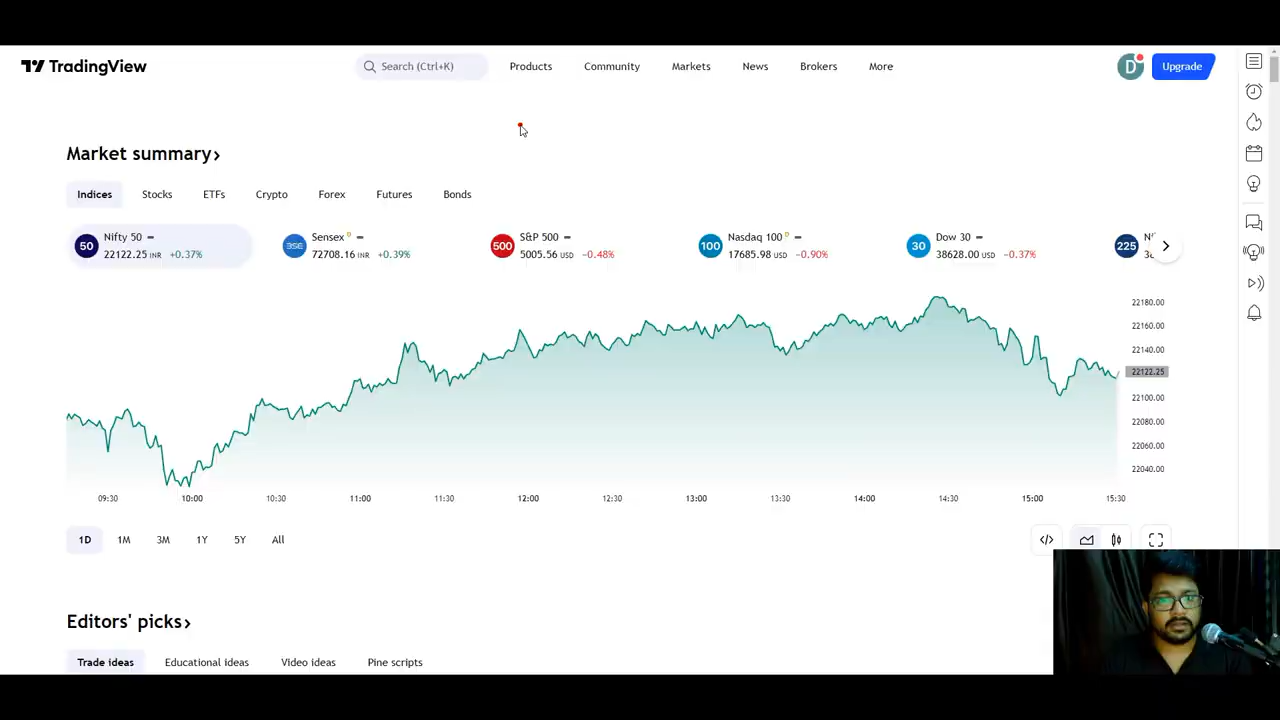 TradingView
Search (Ctrl+K)
Products
Community
Markets
News
Brokers
More
D
Upgrade
Market summary ›
Indices
Stocks
ETFs
Crypto
Forex
Futures
Bonds
50
Nifty 50
22122.25 INR +0.37%
BSE
Sensex D
72708.16 INR +0.39%
500
S&P 500
5005.56 USD −0.48%
100
Nasdaq 100 D
17685.98 USD −0.90%
30
Dow 30
38628.00 USD −0.37%
225
22180.00
22160.00
22140.00
22122.25
22100.00
22080.00
22060.00
22040.00
09:30
10:00
10:30
11:00
11:30
12:00
12:30
13:00
13:30
14:00
14:30
15:00
15:30
1D
1M
3M
1Y
5Y
All
Editors' picks ›
Trade ideas
Educational ideas
Video ideas
Pine scripts